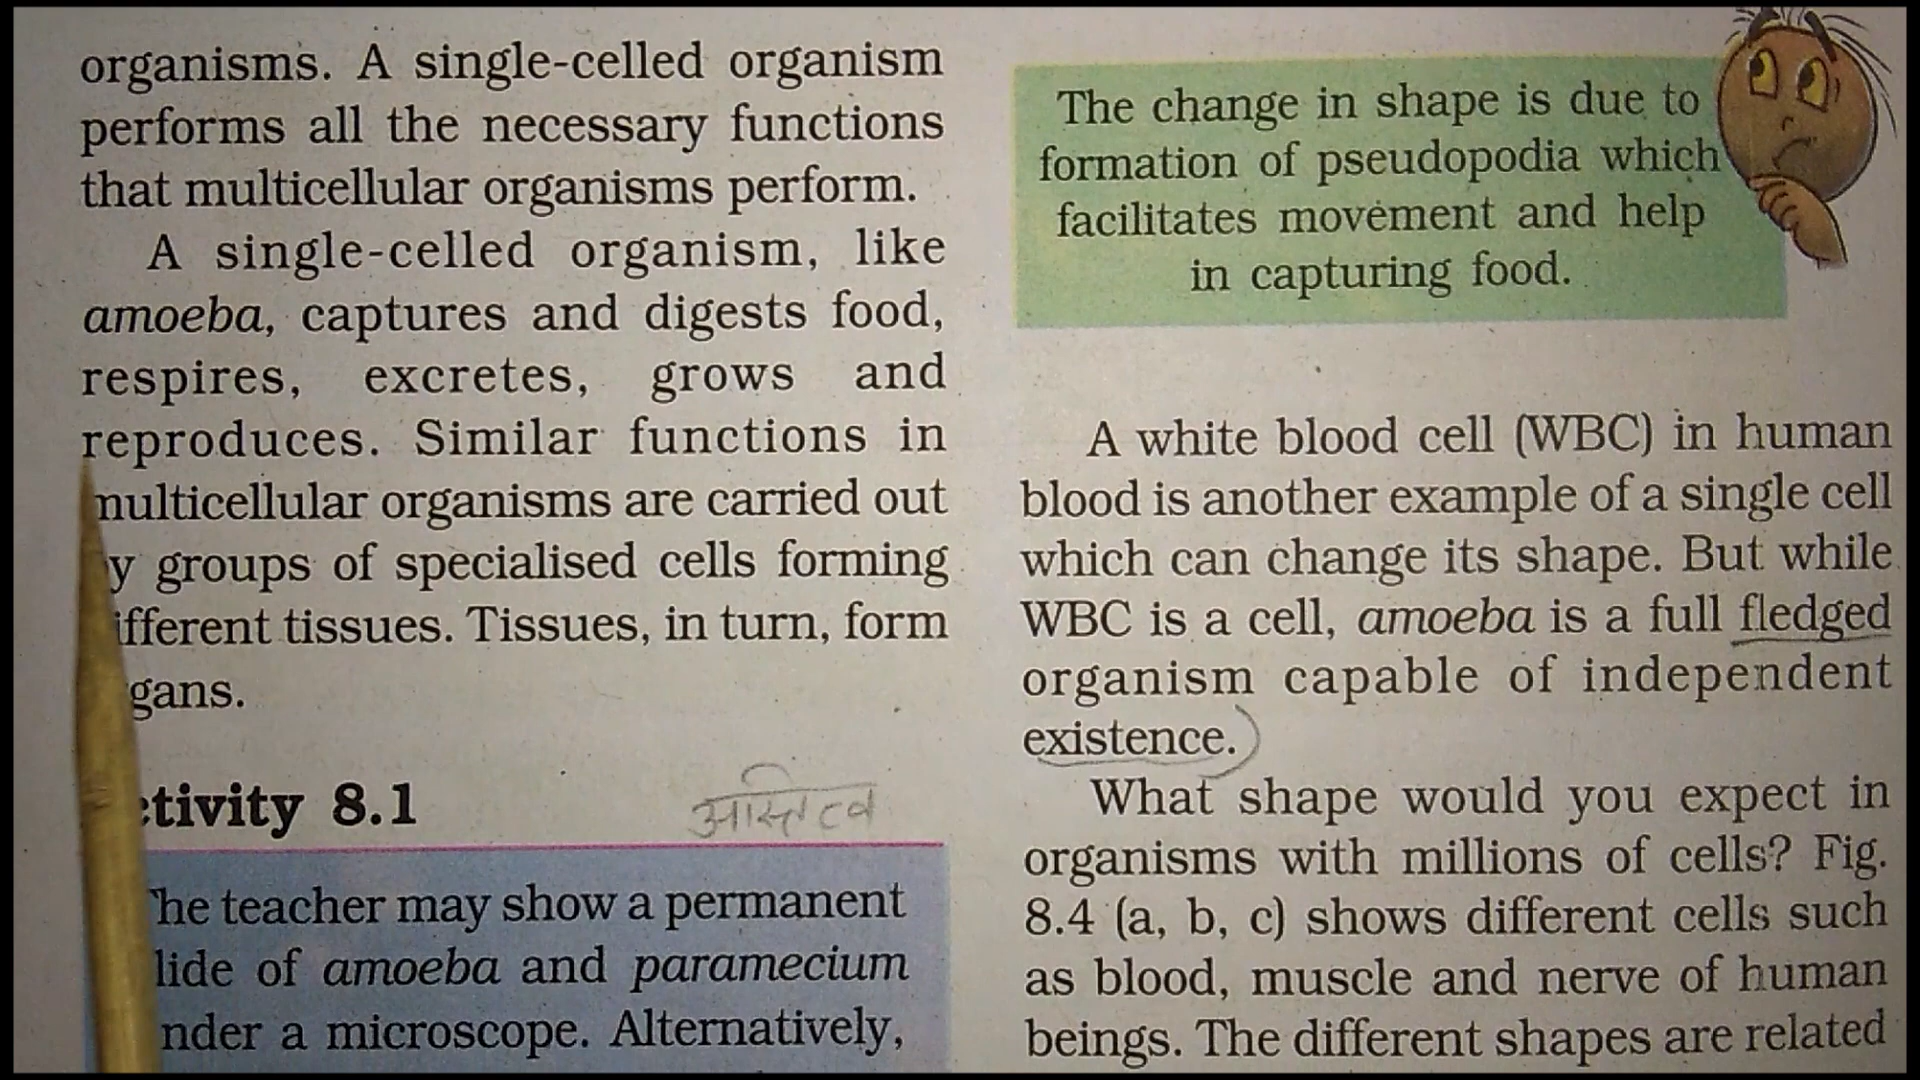 organisms. A single-celled organism
performs all the necessary functions
that multicellular organisms perform.
A single-celled organism, like
amoeba, captures and digests food,
respires, excretes, grows and
reproduces. Similar functions in
multicellular organisms are carried out
y groups of specialised cells forming
ifferent tissues. Tissues, in turn, form
gans.
ctivity 8.1
अस्तित्व
he teacher may show a permanent
lide of amoeba and paramecium
nder a microscope. Alternatively,
The change in shape is due to
formation of pseudopodia which
facilitates movement and help
in capturing food.
A white blood cell (WBC) in human
blood is another example of a single cell
which can change its shape. But while
WBC is a cell, amoeba is a full fledged
organism capable of independent
existence.
What shape would you expect in
organisms with millions of cells? Fig.
8.4 (a, b, c) shows different cells such
as blood, muscle and nerve of human
beings. The different shapes are related